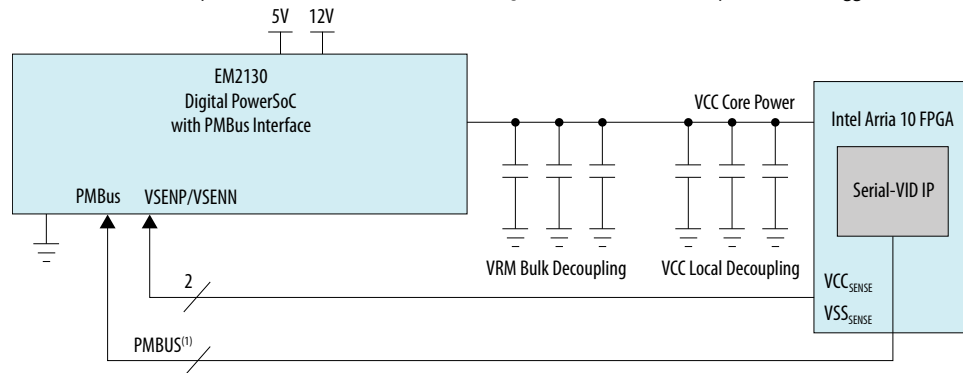 5V 12V
EM2130
Digital PowerSoC
with PMBus Interface
PMBus VSENP/VSENN
VCC Core Power
Intel Arria 10 FPGA
Serial-VID IP
VRM Bulk Decoupling
VCC Local Decoupling
2
VCCSENSE
VSSSENSE
PMBUS(1)